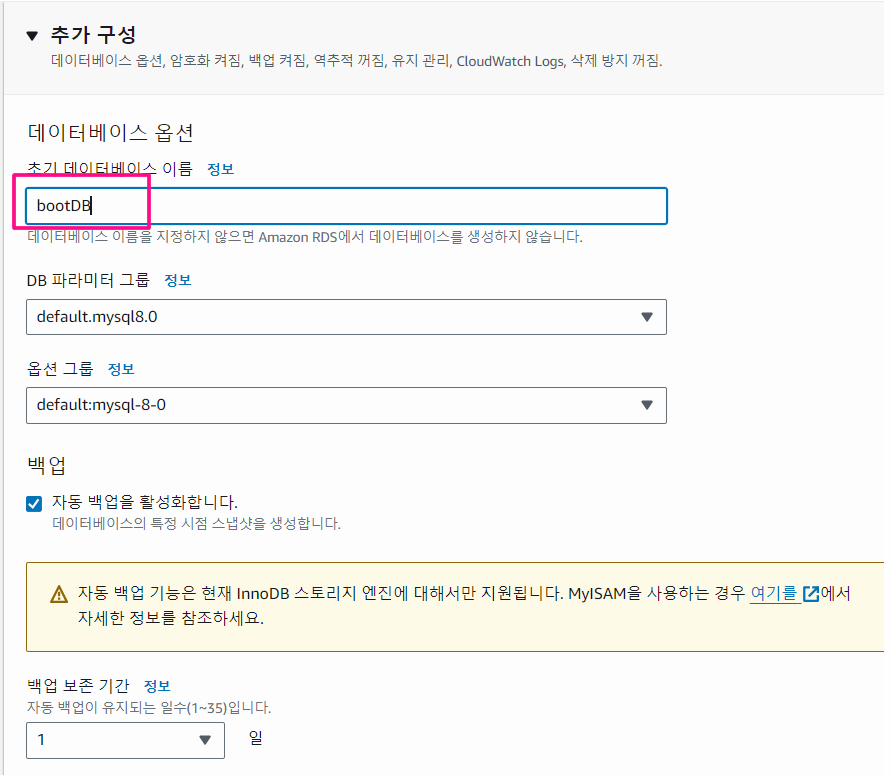 추가 구성
데이터베이스 옵션, 암호화 켜짐, 백업 켜짐, 역추적 꺼짐, 유지 관리, CloudWatch Logs, 삭제 방지 꺼짐.
데이터베이스 옵션
초기 데이터베이스 이름 정보
bootDB
데이터베이스 이름을 지정하지 않으면 Amazon RDS에서 데이터베이스를 생성하지 않습니다.
DB 파라미터 그룹 정보
default.mysql8.0
옵션 그룹 정보
default:mysql-8-0
백업
자동 백업을 활성화합니다.
데이터베이스의 특정 시점 스냅샷을 생성합니다.
자동 백업 기능은 현재 InnoDB 스토리지 엔진에 대해서만 지원됩니다. MyISAM을 사용하는 경우 여기를에서
자세한 정보를 참조하세요.
백업 보존 기간 정보
자동 백업이 유지되는 일수(1~35)입니다.
1 일